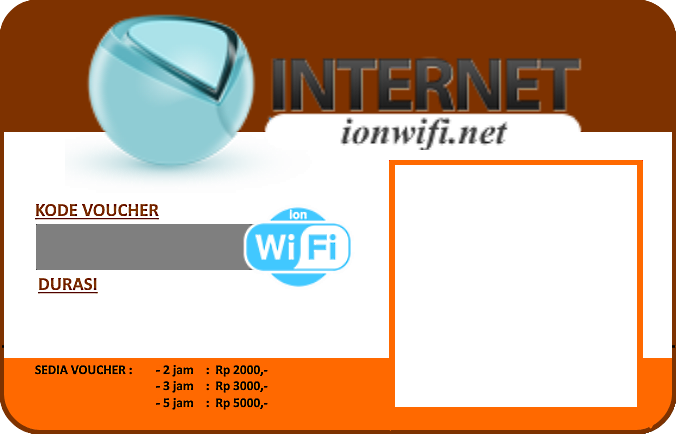 INTERNET
ionwifi.net
KODE VOUCHER
ion
WiFi
DURASI
SEDIA VOUCHER : - 2 jam : Rp 2000,-
- 3 jam : Rp 3000,-
- 5 jam : Rp 5000,-